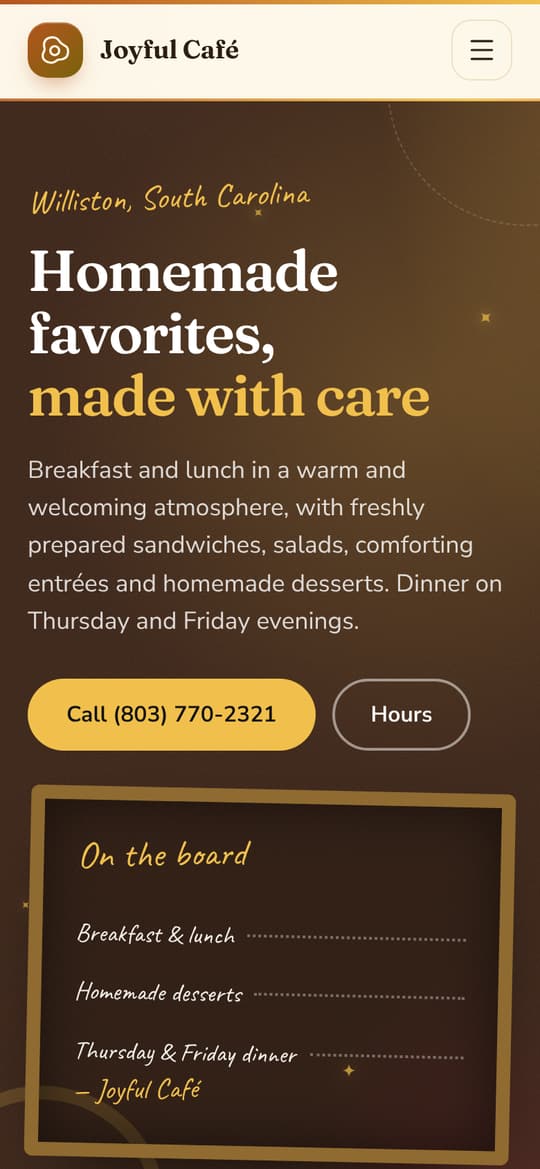 Joyful Café
Williston, South Carolina
Homemade
favorites,
made with care
Breakfast and lunch in a warm and
welcoming atmosphere, with freshly
prepared sandwiches, salads, comforting
entrées and homemade desserts. Dinner on
Thursday and Friday evenings.
Call (803) 770-2321
Hours
On the board
Breakfast & lunch
Homemade desserts
Thursday & Friday dinner
– Joyful Café